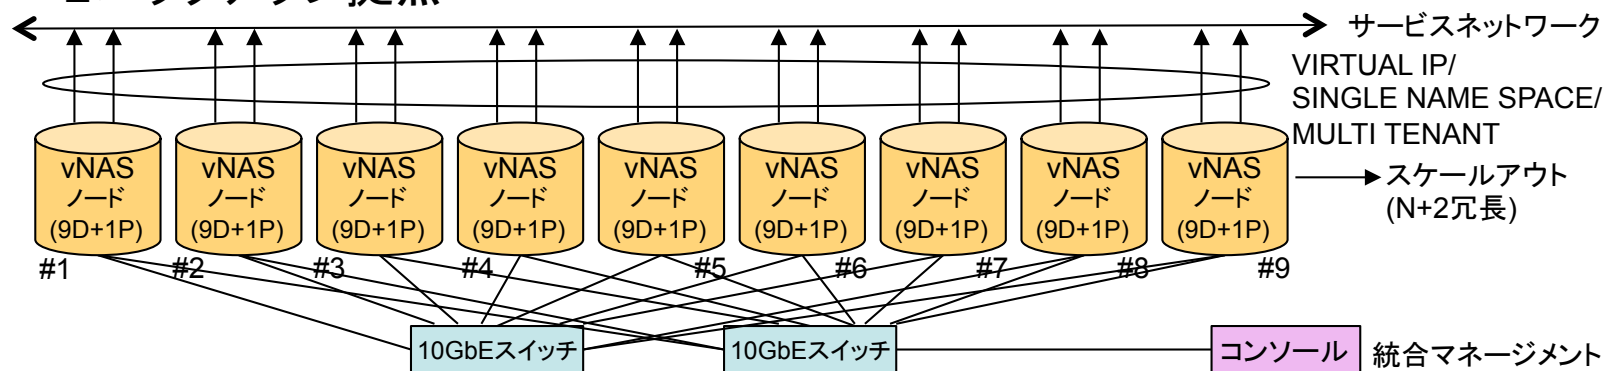 サービスネットワーク
VIRTUAL IP/
SINGLE NAME SPACE/
MULTI TENANT
vNAS
ノード
(9D+1P)
vNAS
ノード
(9D+1P)
vNAS
ノード
(9D+1P)
vNAS
ノード
(9D+1P)
vNAS
ノード
(9D+1P)
vNAS
ノード
(9D+1P)
vNAS
ノード
(9D+1P)
vNAS
ノード
(9D+1P)
vNAS
ノード
(9D+1P)
スケールアウト
(N+2冗長)
#1
#2
#3
#4
#5
#6
#7
#8
#9
10GbEスイッチ
10GbEスイッチ
コンソール
統合マネージメント